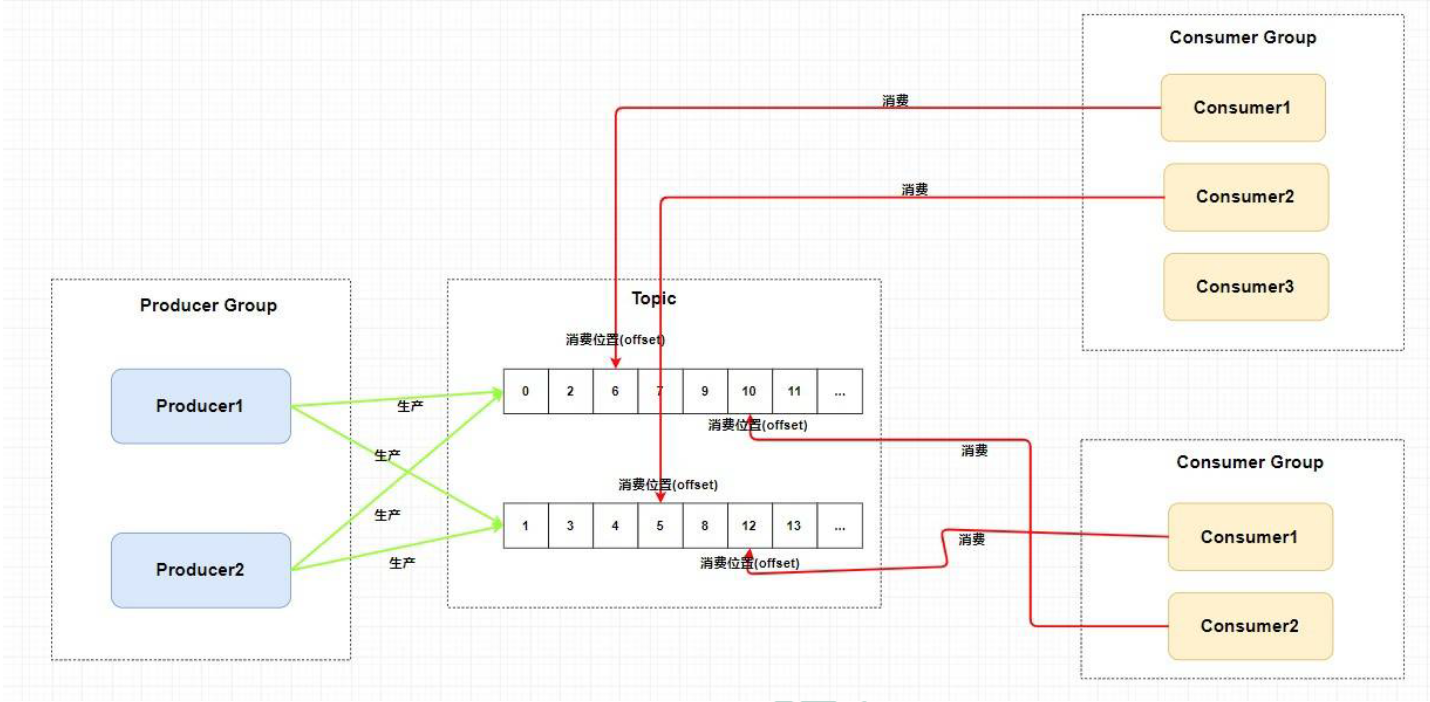 Consumer Group
消费
Consumer1
消费
Consumer2
Consumer3
Producer Group
Producer1
Producer2
生产
生产
生产
生产
Topic
消费位置(offset)
0 2 6 7 9 10 11 ...
消费位置(offset)
消费位置(offset)
1 3 4 5 8 12 13 ...
消费位置(offset)
消费
消费
Consumer Group
Consumer1
Consumer2